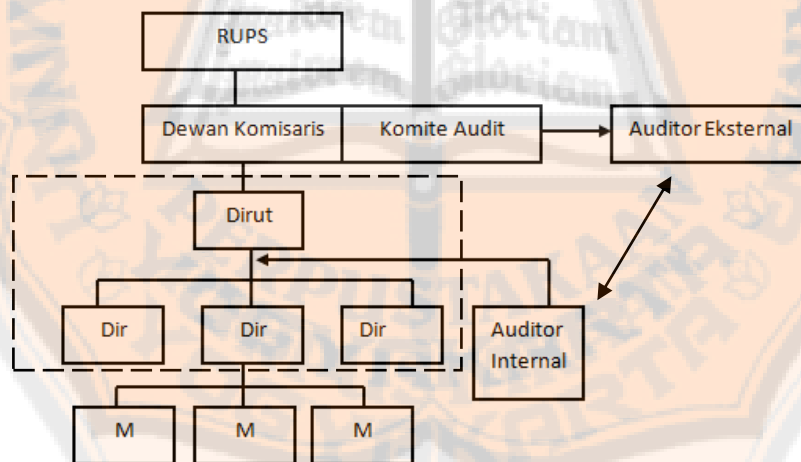 RUPS
Dewan Komisaris
Komite Audit
Auditor Eksternal
Dirut
Dir
Dir
Dir
Auditor
Internal
M
M
M